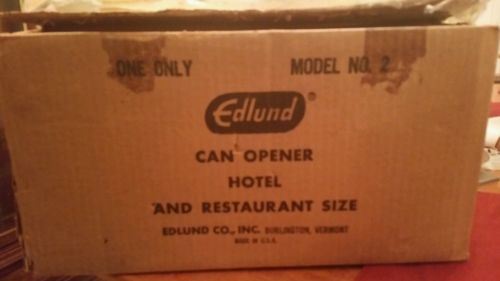 ONE ONLY MODEL NO. 2
Edlund®
CAN OPENER
HOTEL
AND RESTAURANT SIZE
EDLUND CO., INC. BURLINGTON, VERMONT
MADE IN U.S.A.